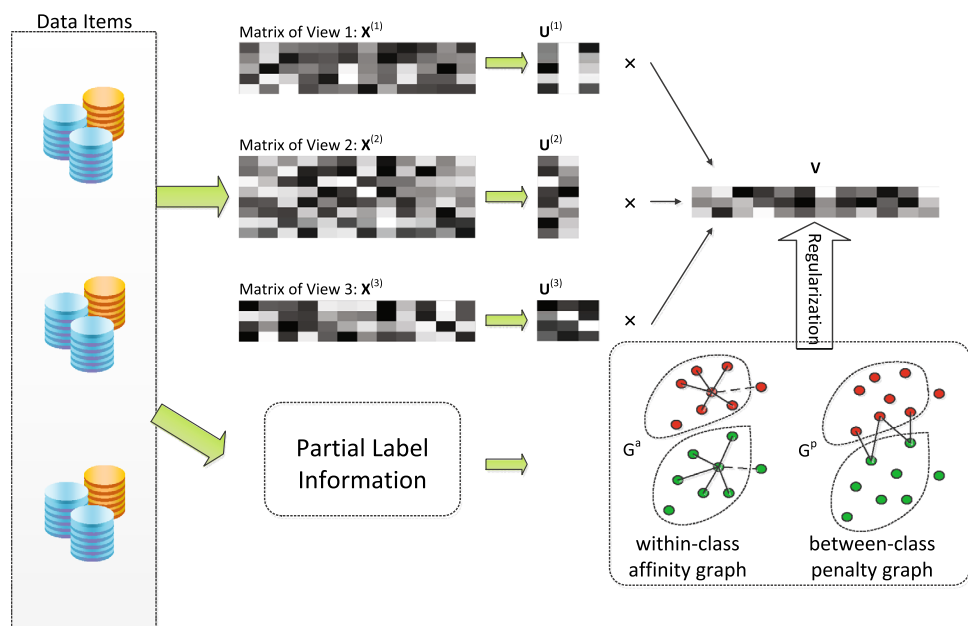 Data Items
Matrix of View 1: X(1)
U(1)
×
Matrix of View 2: X(2)
U(2)
×
V
Matrix of View 3: X(3)
U(3)
×
Regularization
Partial Label
Information
Ga
Gp
within-class
affinity graph
between-class
penalty graph